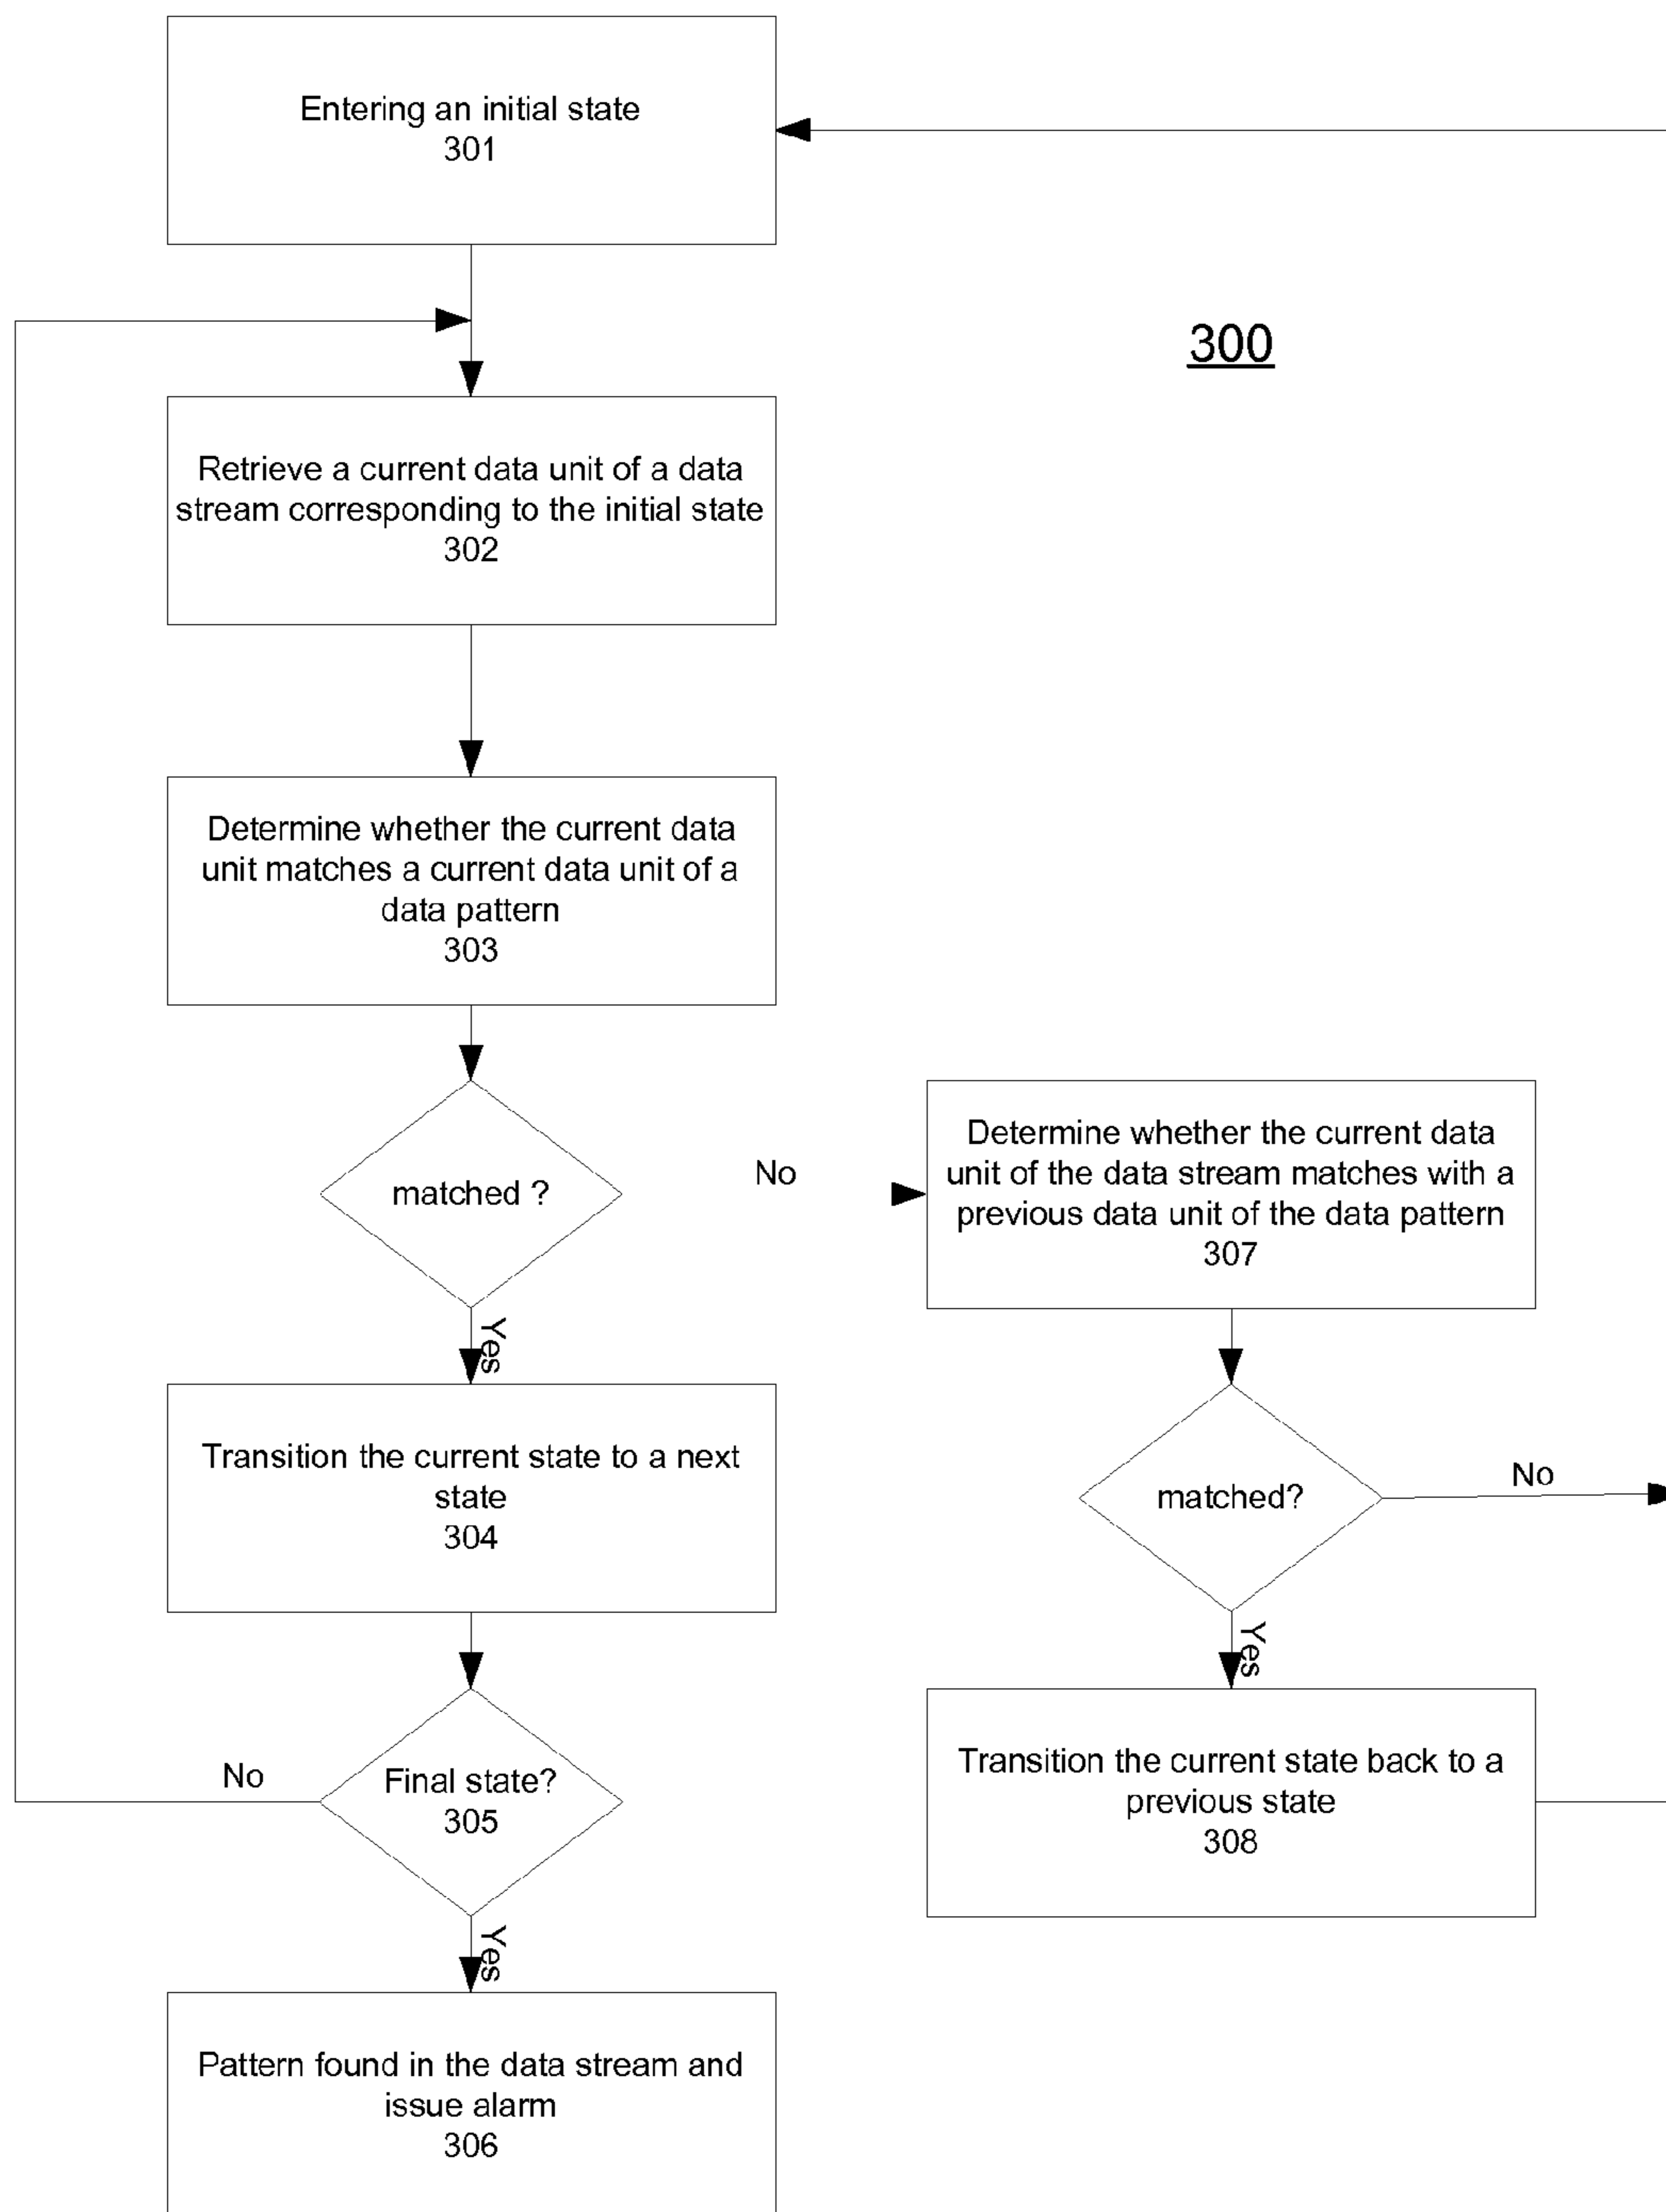 Entering an initial state
301
300
Retrieve a current data unit of a data
stream corresponding to the initial state
302
Determine whether the current data
unit matches a current data unit of a
data pattern
303
matched ?
No
Determine whether the current data
unit of the data stream matches with a
previous data unit of the data pattern
307
Yes
matched?
No
Transition the current state to a next
state
304
Yes
Final state?
305
No
Transition the current state back to a
previous state
308
Yes
Pattern found in the data stream and
issue alarm
306